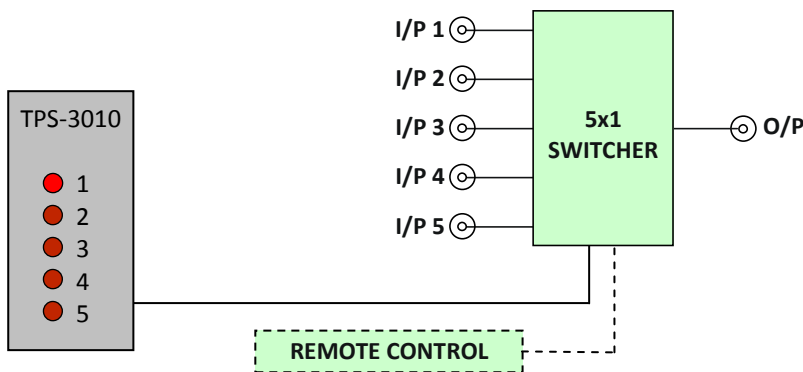 TPS-3010
1
2
3
4
5
I/P 1
I/P 2
I/P 3
I/P 4
I/P 5
5x1
SWITCHER
O/P
REMOTE CONTROL